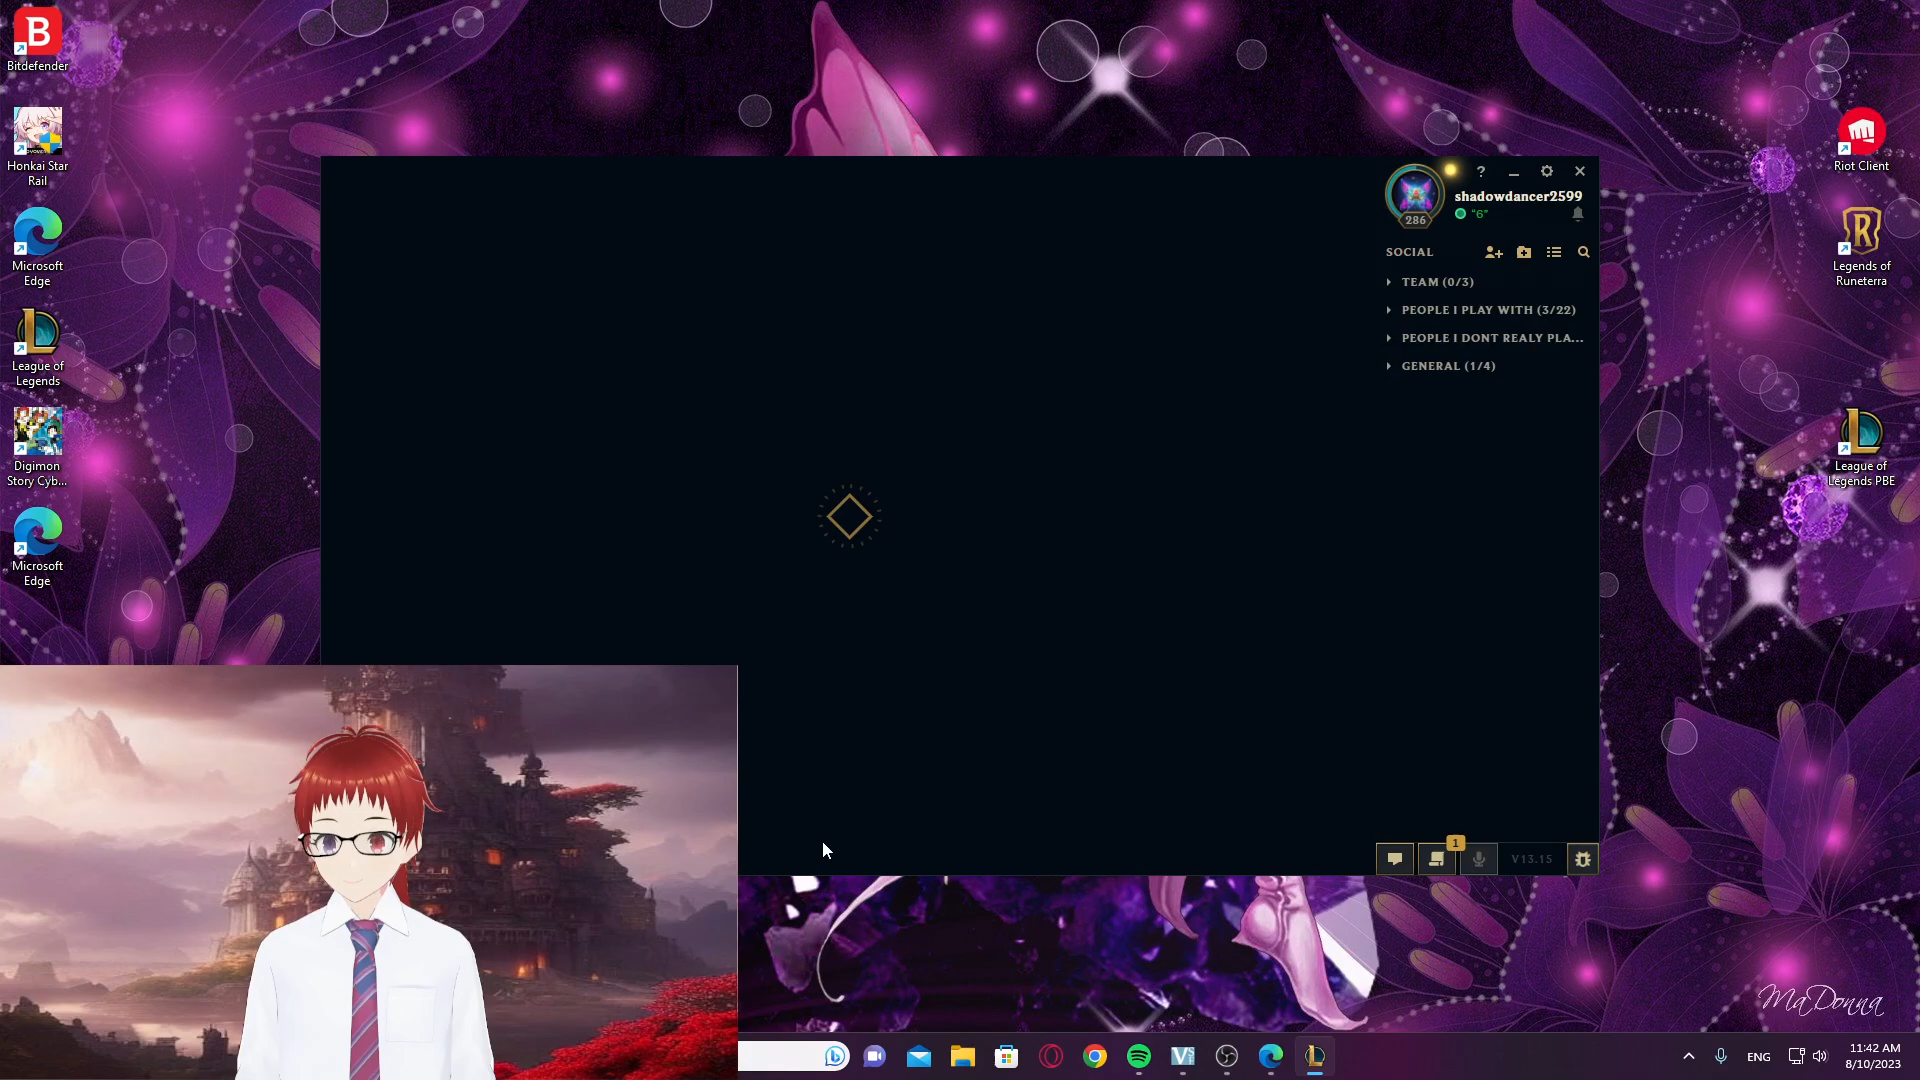 Bitdefender
Honkai Star
Rail
Microsoft
Edge
League of
Legends
Digimon
Story Cyb...
Microsoft
Edge
?
shadowdancer2599
"6"
286
SOCIAL
TEAM (0/3)
PEOPLE I PLAY WITH (3/22)
PEOPLE I DONT REALY PLA...
GENERAL (1/4)
1
V13.15
Riot Client
Legends of
Runeterra
League of
Legends PBE
MaDonna
ENG
11:42 AM
8/10/2023